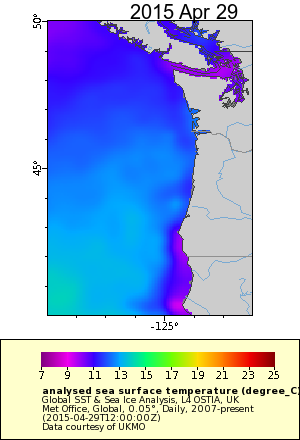 2015 Apr 29
50°
45°
-125°
7 9 11 13 15 17 19 21 23 25
analysed sea surface temperature (degree_C)
Global SST & Sea Ice Analysis, L4 OSTIA, UK
Met Office, Global, 0.05°, Daily, 2007-present
(2015-04-29T12:00:00Z)
Data courtesy of UKMO